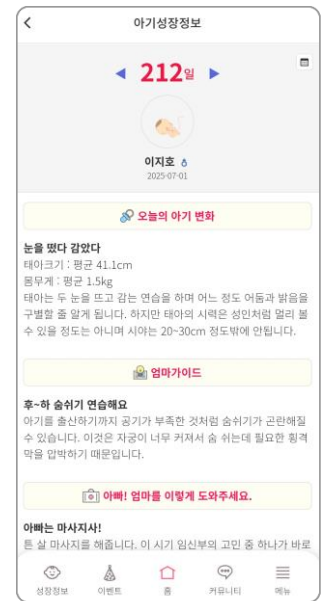 아기성장정보
212일
이지호
2025-07-01
오늘의 아기 변화
눈을 떴다 감았다
태아크기 : 평균 41.1cm
몸무게 : 평균 1.5kg
태아는 두 눈을 뜨고 감는 연습을 하며 어느 정도 어둠과 밝음을
구별할 줄 알게 됩니다. 하지만 태아의 시력은 성인처럼 멀리 볼
수 있을 정도는 아니며 시야는 20~30cm 정도밖에 안됩니다.
엄마가이드
후~하 숨쉬기 연습해요
아기를 출산하기까지 공기가 부족한 것처럼 숨쉬기가 곤란해질
수 있습니다. 이것은 자궁이 너무 커져서 숨 쉬는데 필요한 횡격
막을 압박하기 때문입니다.
아빠! 엄마를 이렇게 도와주세요.
아빠는 마사지사!
튼 살 마사지를 해줍니다. 이 시기 임신부의 고민 중 하나가 바로
성장정보 이벤트 홈 커뮤니티 메뉴